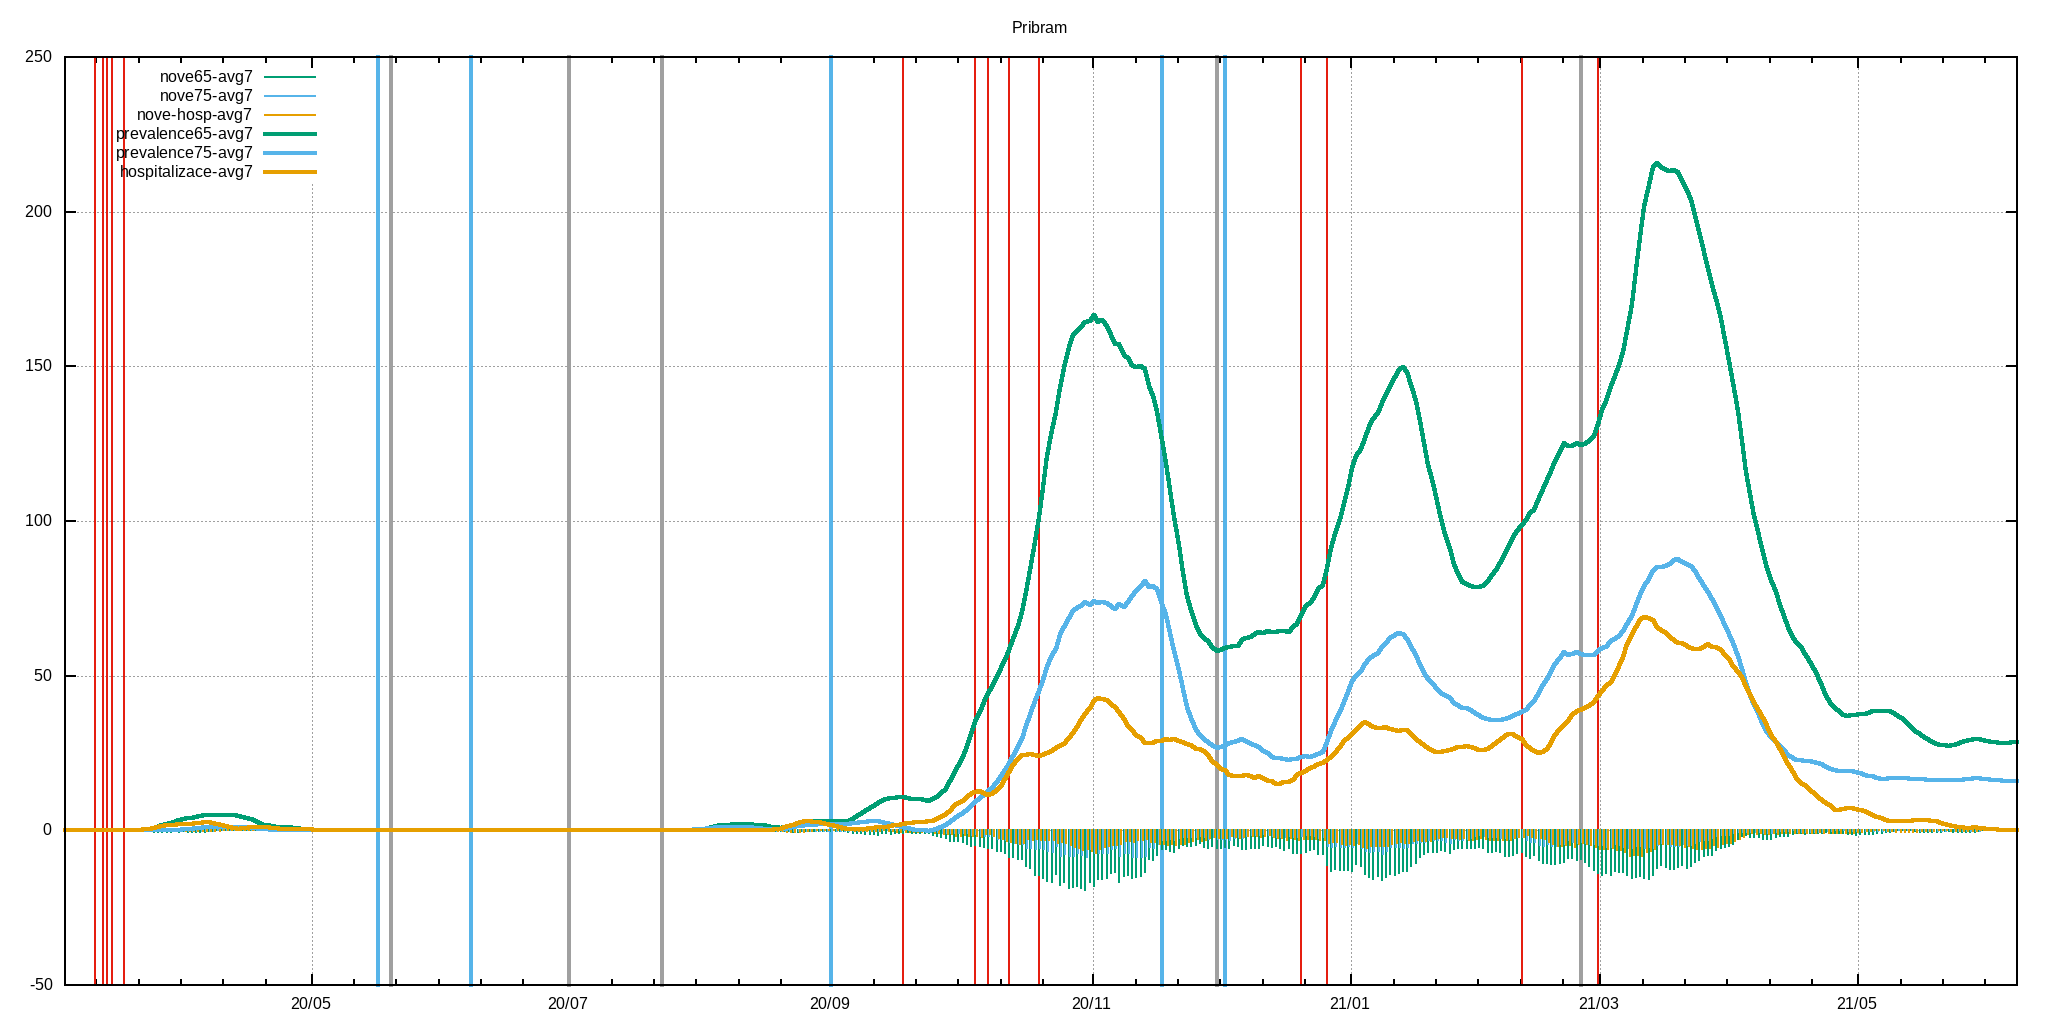 Pribram
250
200
150
100
50
0
-50
nove65-avg7
nove75-avg7
nove-hosp-avg7
prevalence65-avg7
prevalence75-avg7
hospitalizace-avg7
20/05
20/07
20/09
20/11
21/01
21/03
21/05